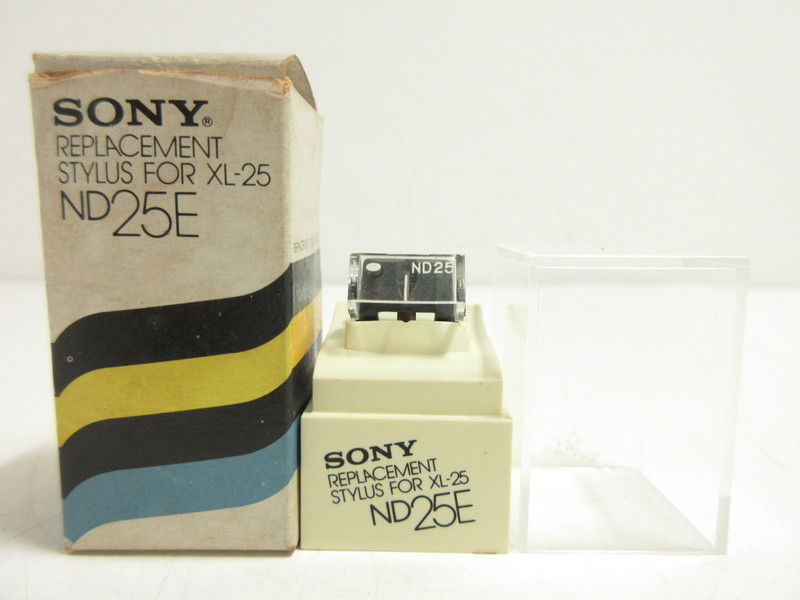 SONY®
REPLACEMENT
STYLUS FOR XL-25
ND25E
ND25
SONY
REPLACEMENT
STYLUS FOR XL-25
ND25E